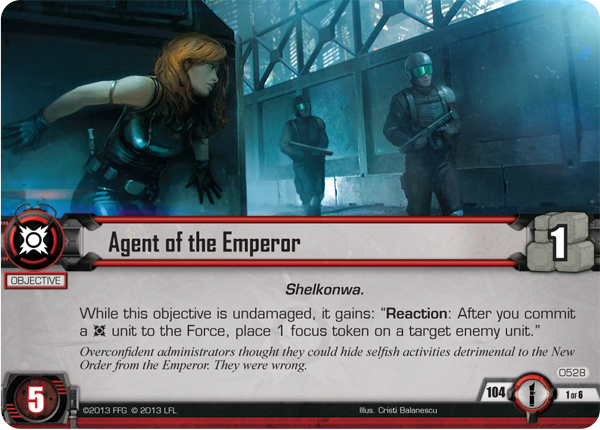 Agent of the Emperor
1
OBJECTIVE
Shelkonwa.
While this objective is undamaged, it gains: “Reaction: After you commit
a unit to the Force, place 1 focus token on a target enemy unit.”
Overconfident administrators thought they could hide selfish activities detrimental to the New
Order from the Emperor. They were wrong.
0528
5
104
1 OF 6
©2013 FFG © 2013 LFL
Illus. Cristi Balanescu